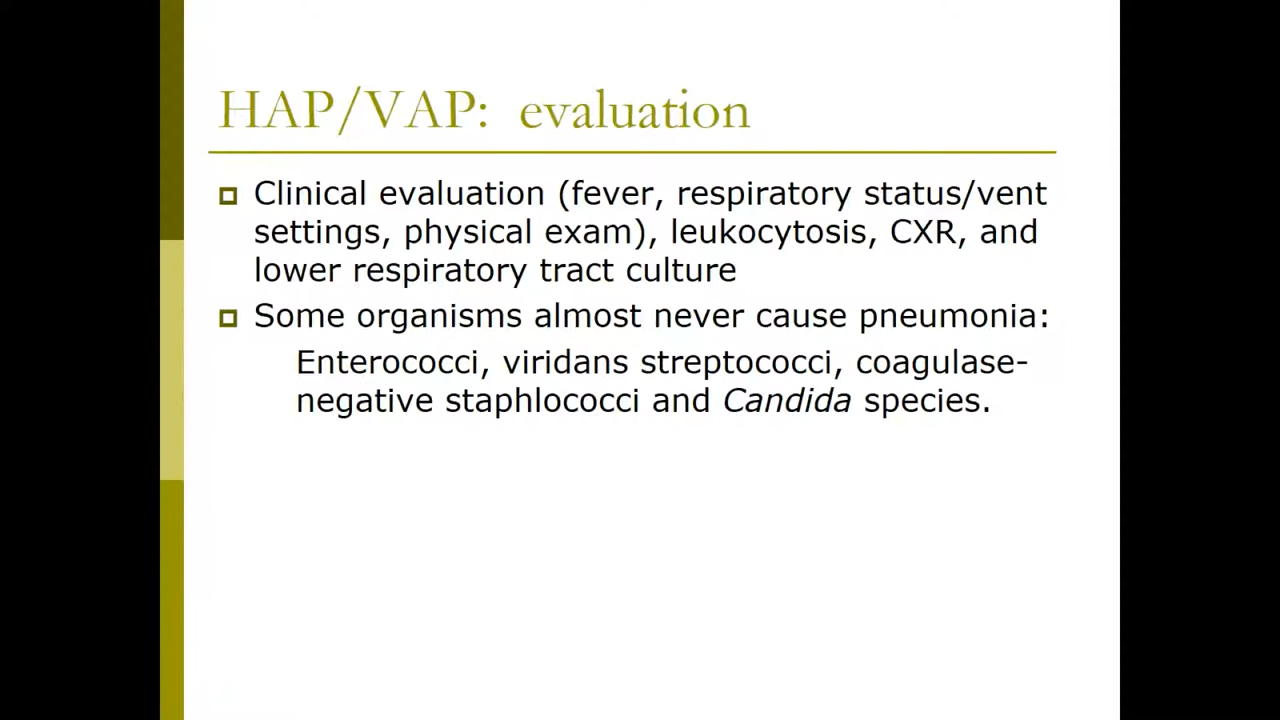 HAP/VAP: evaluation
Clinical evaluation (fever, respiratory status/vent
settings, physical exam), leukocytosis, CXR, and
lower respiratory tract culture
Some organisms almost never cause pneumonia:
Enterococci, viridans streptococci, coagulase-
negative staphlococci and Candida species.